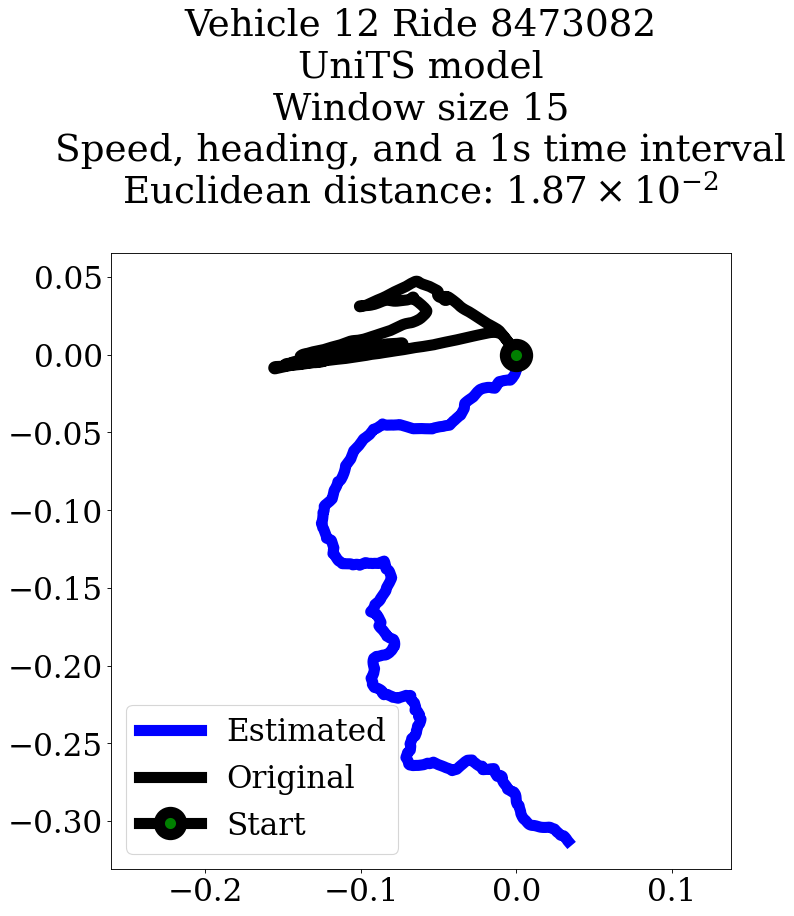 Vehicle 12 Ride 8473082
UniTS model
Window size 15
Speed, heading, and a 1s time interval
Euclidean distance: 1.87 × 10⁻²
0.05
0.00
−0.05
−0.10
−0.15
−0.20
−0.25
−0.30
Estimated
Original
Start
−0.2
−0.1
0.0
0.1